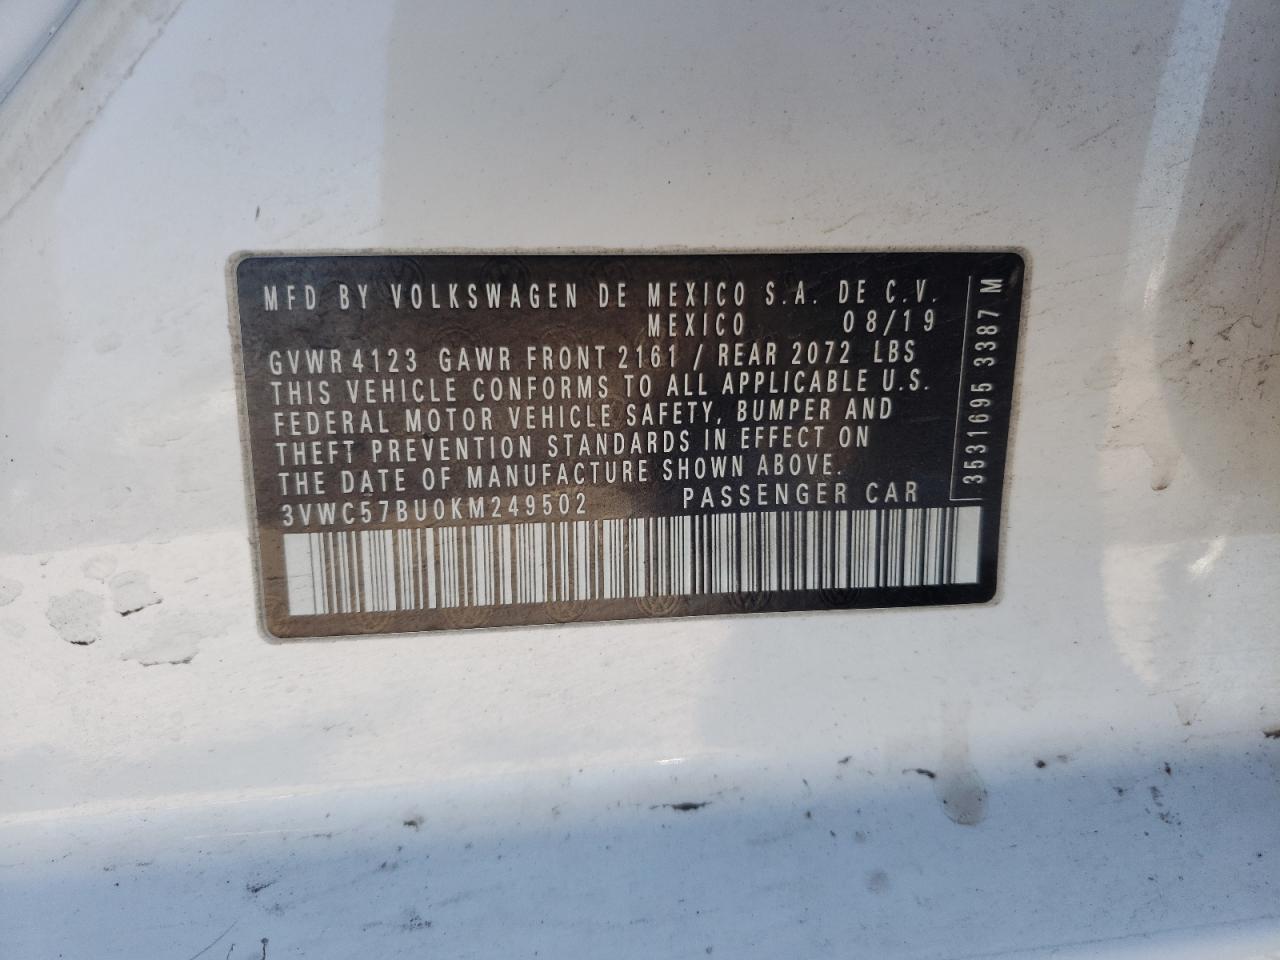 MFD BY VOLKSWAGEN DE MEXICO S.A. DE C.V.
MEXICO 08/19
GVWR 4123 GAWR FRONT 2161 / REAR 2072 LBS
THIS VEHICLE CONFORMS TO ALL APPLICABLE U.S.
FEDERAL MOTOR VEHICLE SAFETY, BUMPER AND
THEFT PREVENTION STANDARDS IN EFFECT ON
THE DATE OF MANUFACTURE SHOWN ABOVE.
3VWC57BU0KM249502 PASSENGER CAR
3531695 3387 M